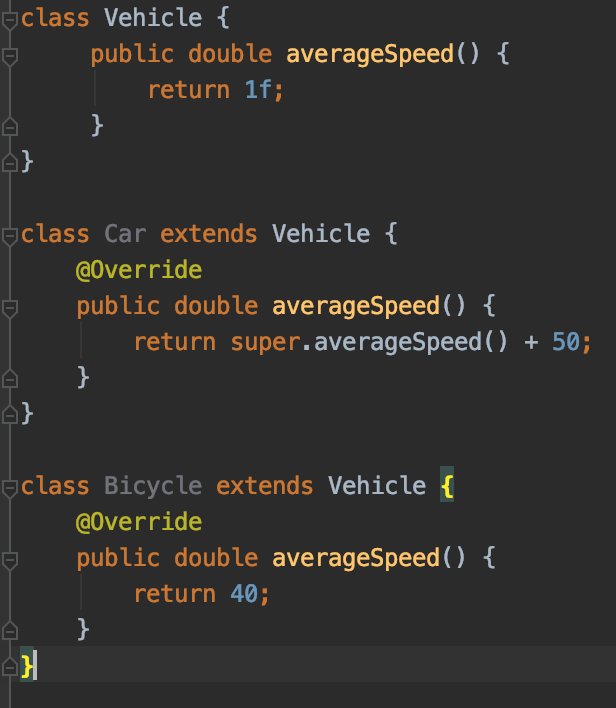 class Vehicle {
     public double averageSpeed() {
         return 1f;
     }
}

class Car extends Vehicle {
    @Override
    public double averageSpeed() {
        return super.averageSpeed() + 50;
    }
}

class Bicycle extends Vehicle {
    @Override
    public double averageSpeed() {
        return 40;
    }
}